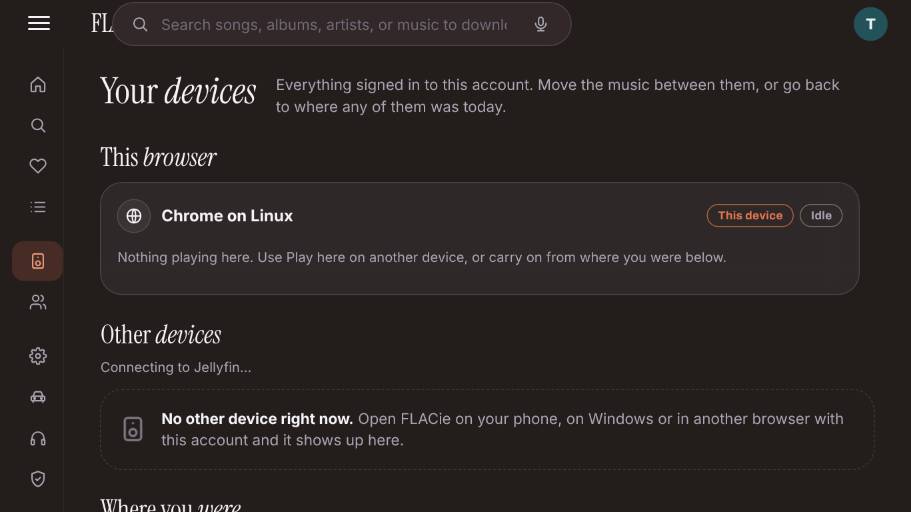 FL
Search songs, albums, artists, or music to downl
T
Your devices
Everything signed in to this account. Move the music between them, or go back
to where any of them was today.
This browser
Chrome on Linux
This device
Idle
Nothing playing here. Use Play here on another device, or carry on from where you were below.
Other devices
Connecting to Jellyfin...
No other device right now. Open FLACie on your phone, on Windows or in another browser with
this account and it shows up here.
Where you were